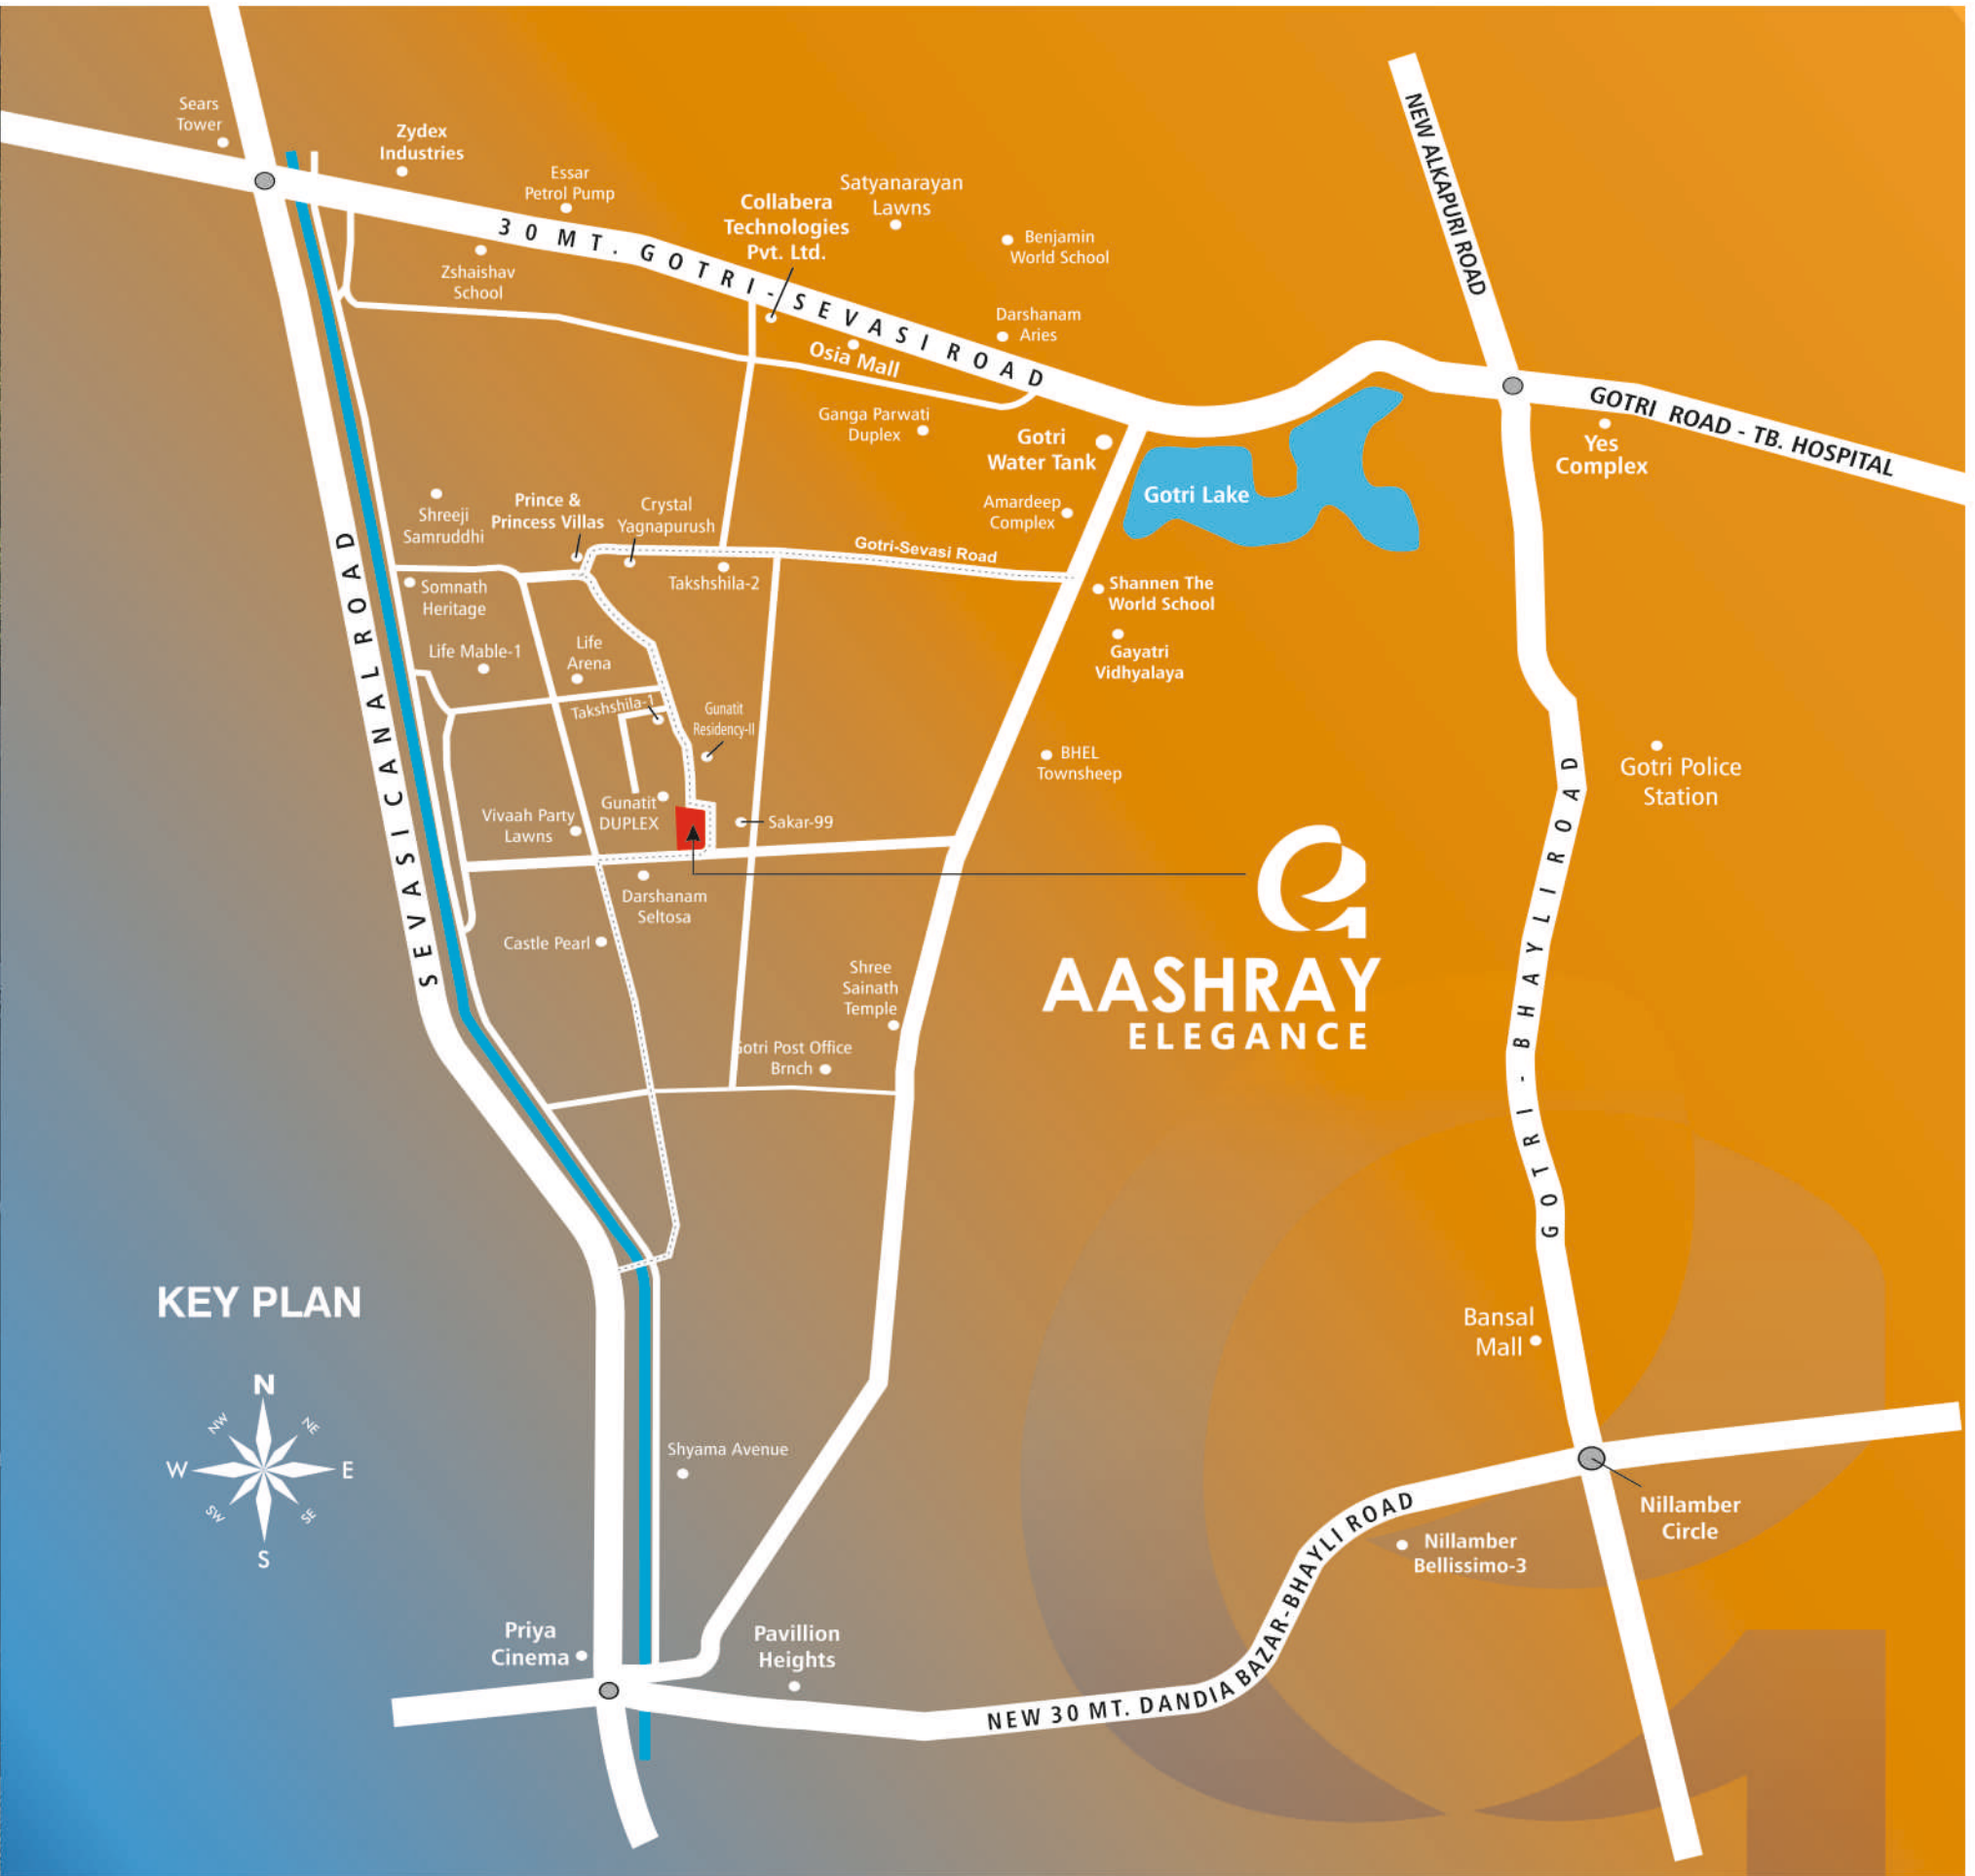 Sears
Tower
Zydex
Industries
Essar
Petrol Pump
Zshaishav
School
Collabera
Technologies
Pvt. Ltd.
Satyanarayan
Lawns
Benjamin
World School
30 MT. GOTRI-SEVASI ROAD
Darshanam
Aries
Osia Mall
NEW ALKAPURI ROAD
GOTRI ROAD - TB. HOSPITAL
Yes
Complex
Ganga Parwati
Duplex
Gotri
Water Tank
Gotri Lake
Amardeep
Complex
Shreeji
Samruddhi
Prince &
Princess Villas
Crystal
Yagnapurush
Gotri-Sevasi Road
Takshshila-2
Somnath
Heritage
Shannen The
World School
Gayatri
Vidhyalaya
Life Mable-1
Life
Arena
Takshshila-1
Gunatit
Residency-II
SEVASI CANAL ROAD
BHEL
Townsheep
Gotri Police
Station
Vivaah Party
Lawns
Gunatit
DUPLEX
Sakar-99
Darshanam
Seltosa
Castle Pearl
AASHRAY
ELEGANCE
GOTRI - BHAYLI ROAD
Shree
Sainath
Temple
Gotri Post Office
Brnch
KEY PLAN
N
NW
NE
W
E
SW
SE
S
Bansal
Mall
Shyama Avenue
Nillamber
Circle
Nillamber
Bellissimo-3
Priya
Cinema
Pavillion
Heights
NEW 30 MT. DANDIA BAZAR-BHAYLI ROAD